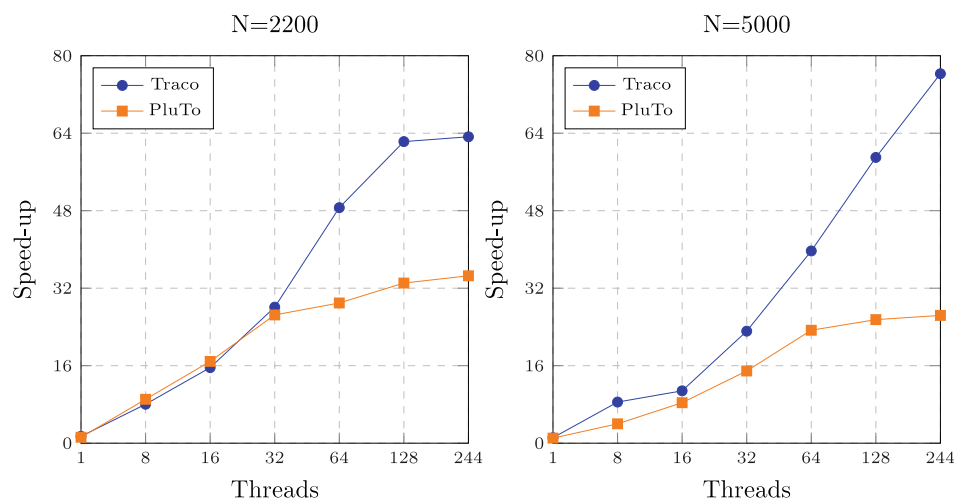 N=2200
80
64
48
32
16
0
Speed-up
Traco
PluTo
1 8 16 32 64 128 244
Threads
N=5000
80
64
48
32
16
0
Speed-up
Traco
PluTo
1 8 16 32 64 128 244
Threads